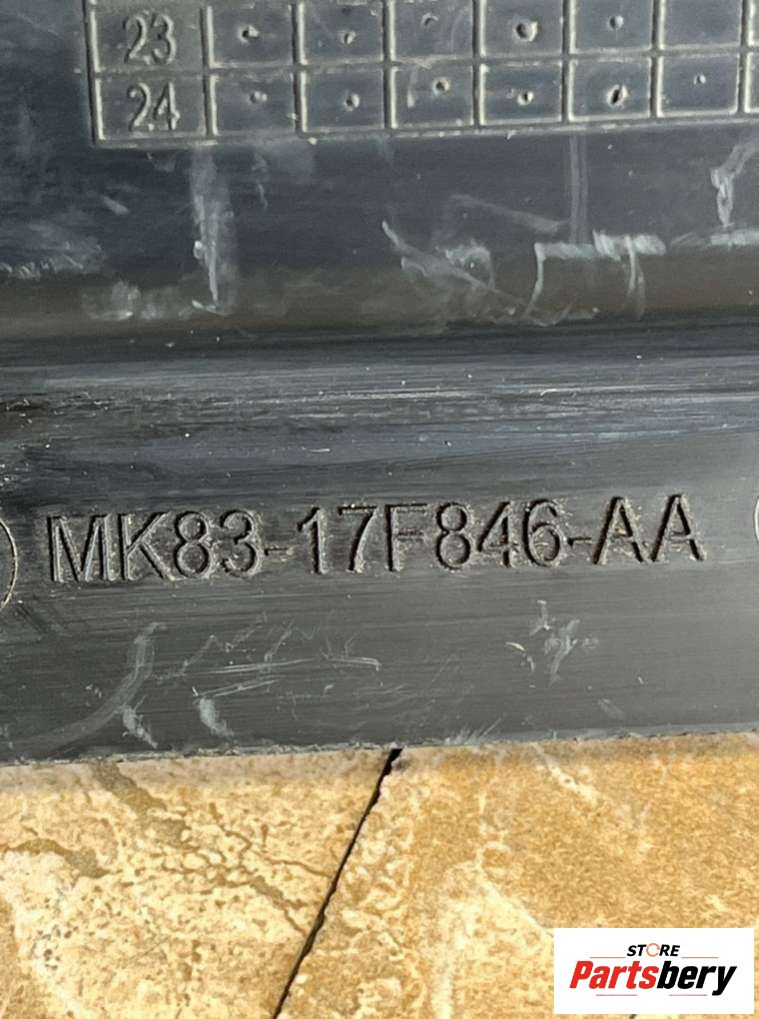 23
24
MK83-17F846-AA
STORE
Partsbery